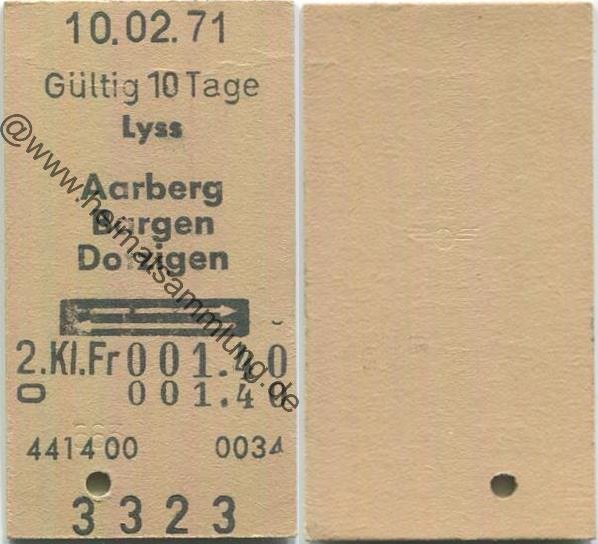 10.02.71
Gültig 10 Tage
Lyss
Aarberg
Bargen
Dotzigen
2.Kl.Fr 001.40
0 001.40
441400 0034
3323
@www.heimatsammlung.de